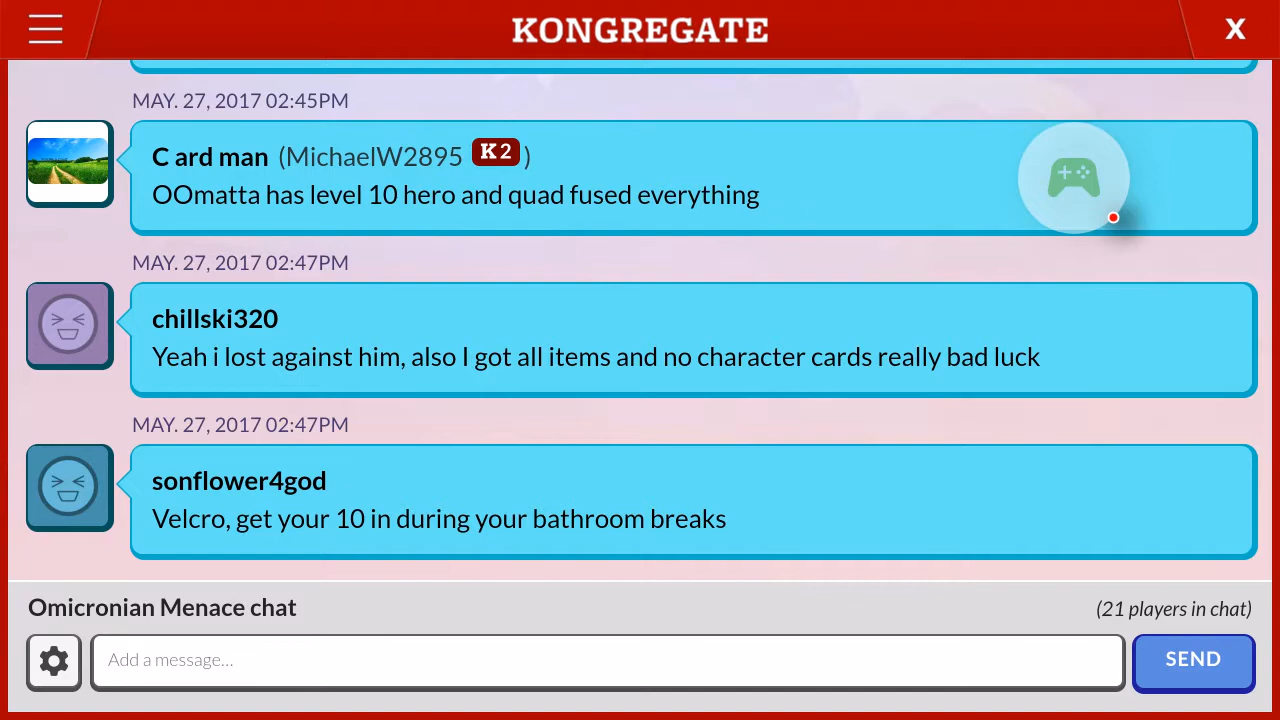 KONGREGATE
X
MAY. 27, 2017 02:45PM
C ard man (MichaelW2895 K2)
OOmatta has level 10 hero and quad fused everything
MAY. 27, 2017 02:47PM
chillski320
Yeah i lost against him, also I got all items and no character cards really bad luck
MAY. 27, 2017 02:47PM
sonflower4god
Velcro, get your 10 in during your bathroom breaks
Omicronian Menace chat
(21 players in chat)
Add a message...
SEND